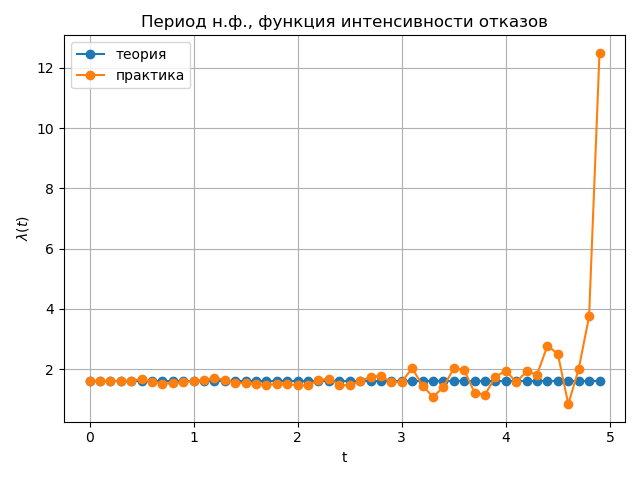 Период н.ф., функция интенсивности отказов
теория
практика
12
10
8
6
4
2
λ(t)
0
1
2
3
4
5
t